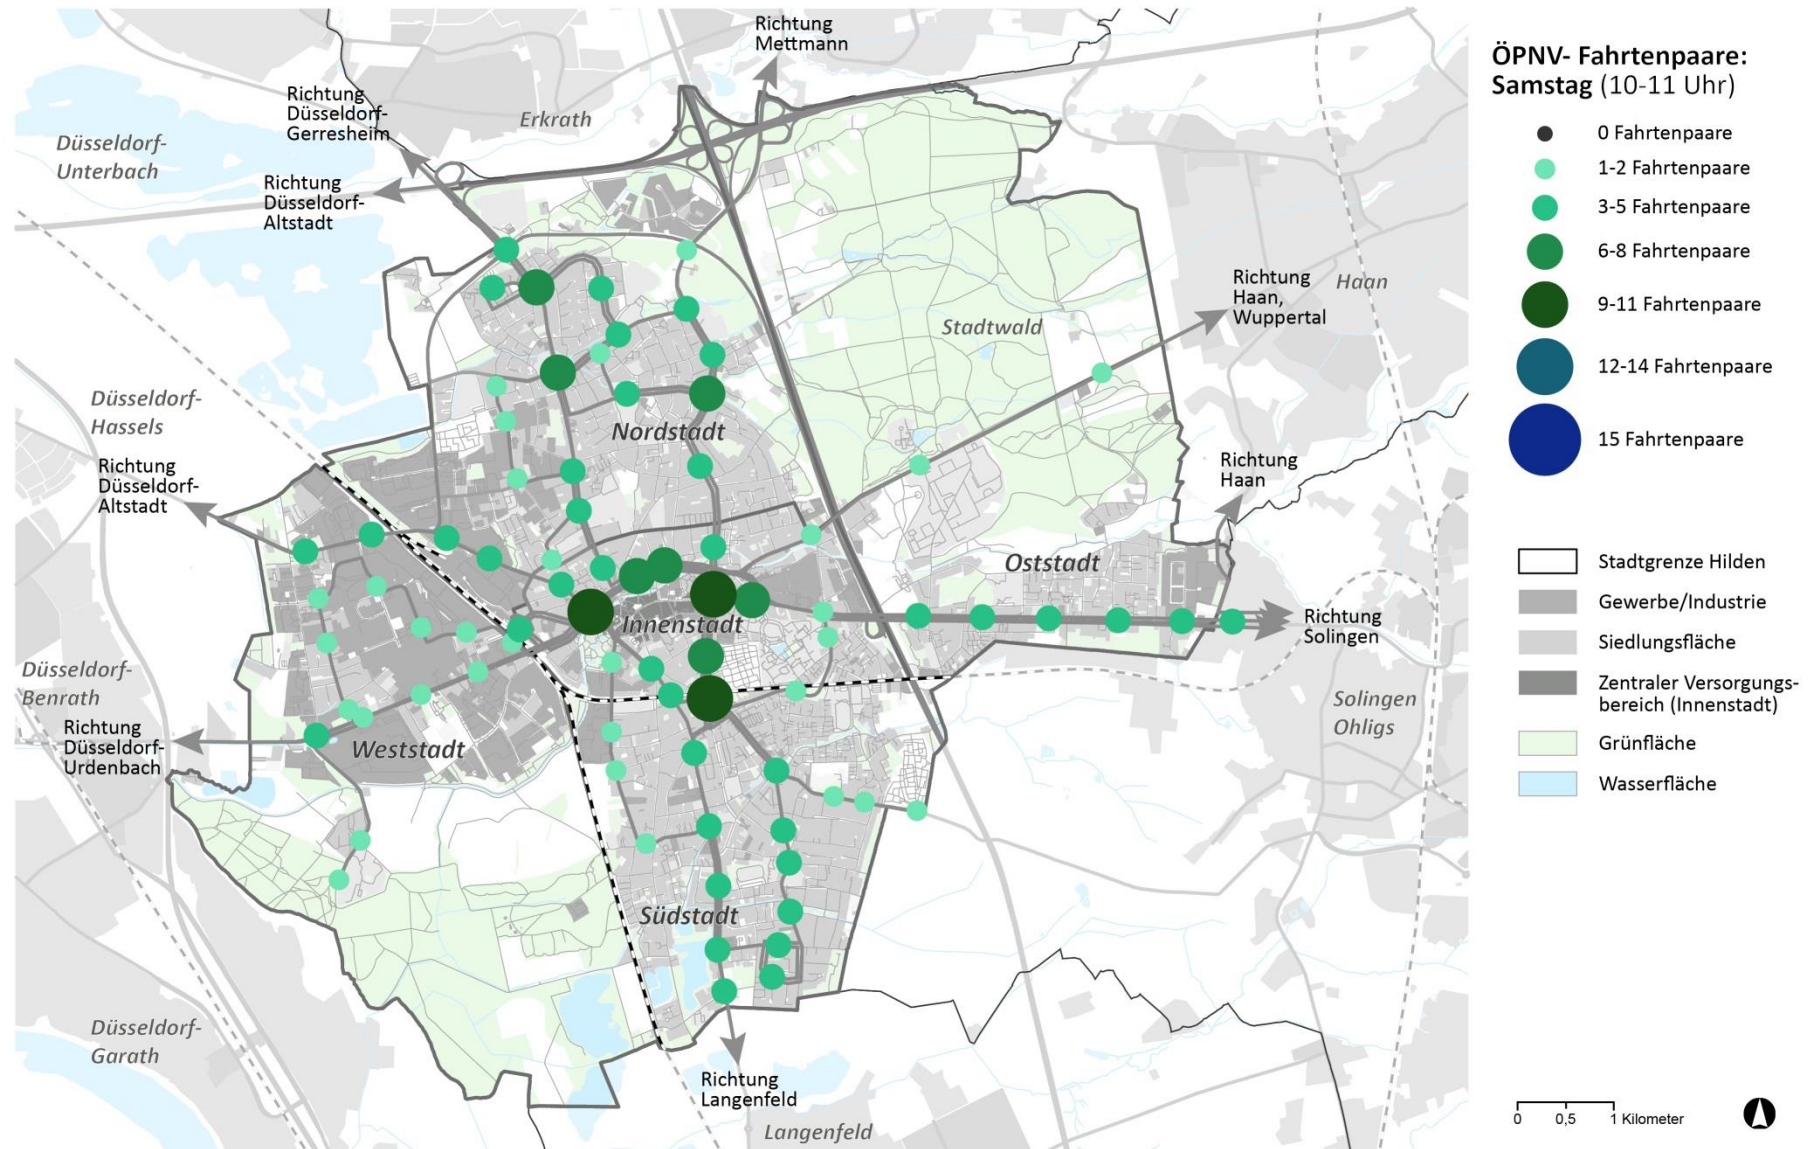 Richtung
Mettmann
Richtung
Düsseldorf-
Gerresheim
Erkrath
Düsseldorf-
Unterbach
Richtung
Düsseldorf-
Altstadt
Richtung
Haan,
Wuppertal
Haan
Stadtwald
Düsseldorf-
Hassels
Nordstadt
Richtung
Düsseldorf-
Altstadt
Richtung
Haan
Oststadt
Innenstadt
Richtung
Solingen
Düsseldorf-
Benrath
Solingen
Ohligs
Richtung
Düsseldorf-
Urdenbach
Weststadt
Südstadt
Düsseldorf-
Garath
Richtung
Langenfeld
Langenfeld
ÖPNV- Fahrtenpaare:
Samstag (10-11 Uhr)
0 Fahrtenpaare
1-2 Fahrtenpaare
3-5 Fahrtenpaare
6-8 Fahrtenpaare
9-11 Fahrtenpaare
12-14 Fahrtenpaare
15 Fahrtenpaare
Stadtgrenze Hilden
Gewerbe/Industrie
Siedlungsfläche
Zentraler Versorgungs-
bereich (Innenstadt)
Grünfläche
Wasserfläche
0 0,5 1 Kilometer